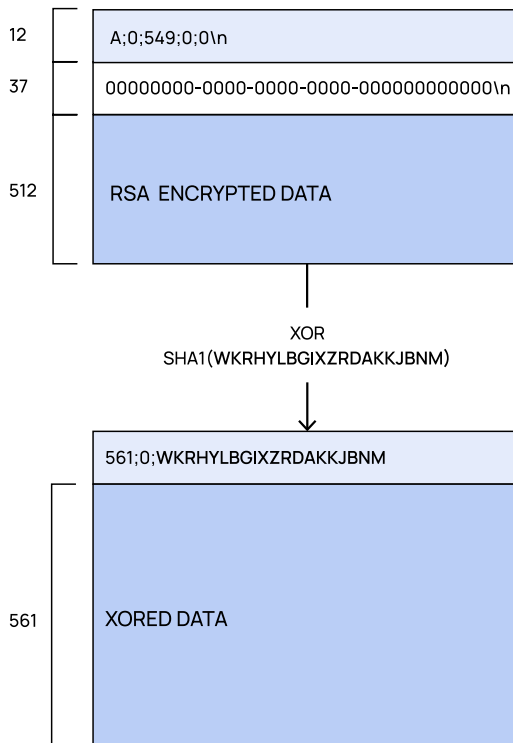 12
A;0;549;0;0\n
37
00000000-0000-0000-0000-000000000000\n
512
RSA ENCRYPTED DATA
XOR
SHA1(WKRHYLBGIXZRDAKKJBNM)
561;0;WKRHYLBGIXZRDAKKJBNM
561
XORED DATA